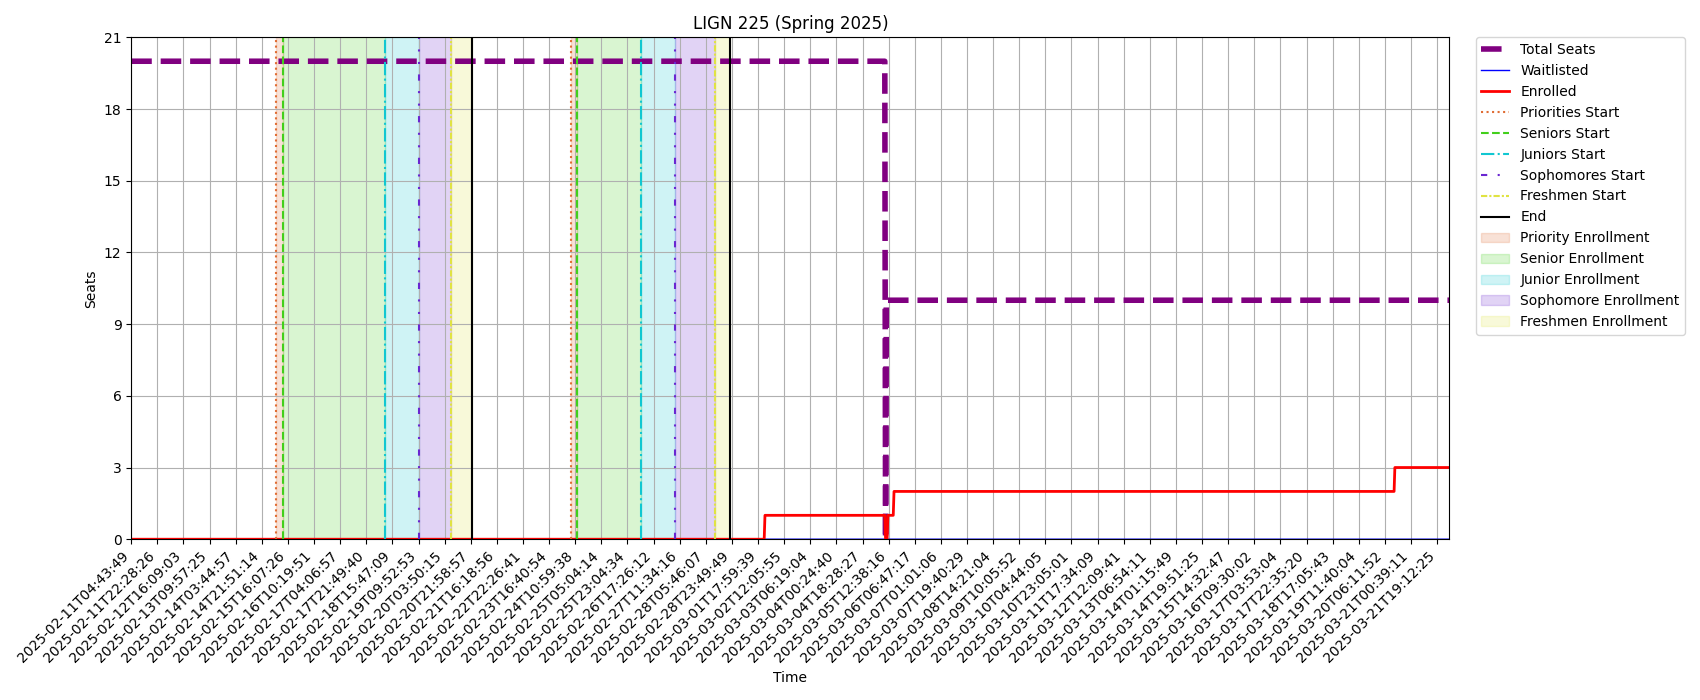 LIGN 225 (Spring 2025)
21
18
15
12
9
6
3
0
Seats
2025-02-11T04:43:49
2025-02-11T22:28:26
2025-02-12T16:09:03
2025-02-13T09:57:25
2025-02-14T03:44:57
2025-02-14T21:51:14
2025-02-15T16:07:26
2025-02-16T10:19:51
2025-02-17T04:06:57
2025-02-17T21:49:40
2025-02-18T15:47:09
2025-02-19T09:52:53
2025-02-20T03:50:15
2025-02-20T21:58:57
2025-02-21T16:18:56
2025-02-22T22:26:41
2025-02-23T16:40:54
2025-02-24T10:59:38
2025-02-25T05:04:14
2025-02-25T23:04:34
2025-02-26T17:26:12
2025-02-27T11:34:16
2025-02-28T05:46:07
2025-02-28T23:49:49
2025-03-01T17:59:39
2025-03-02T12:05:55
2025-03-03T06:19:04
2025-03-04T00:24:40
2025-03-04T18:28:27
2025-03-05T12:38:16
2025-03-06T06:47:17
2025-03-07T01:01:06
2025-03-07T19:40:29
2025-03-08T14:21:04
2025-03-09T10:05:52
2025-03-10T04:44:05
2025-03-10T23:05:01
2025-03-11T17:34:09
2025-03-12T12:09:41
2025-03-13T06:54:11
2025-03-14T01:15:49
2025-03-14T19:51:25
2025-03-15T14:32:47
2025-03-16T09:30:02
2025-03-17T03:53:04
2025-03-17T22:35:20
2025-03-18T17:05:43
2025-03-19T11:40:04
2025-03-20T06:11:52
2025-03-21T00:39:11
2025-03-21T19:12:25
Time
Total Seats
Waitlisted
Enrolled
Priorities Start
Seniors Start
Juniors Start
Sophomores Start
Freshmen Start
End
Priority Enrollment
Senior Enrollment
Junior Enrollment
Sophomore Enrollment
Freshmen Enrollment